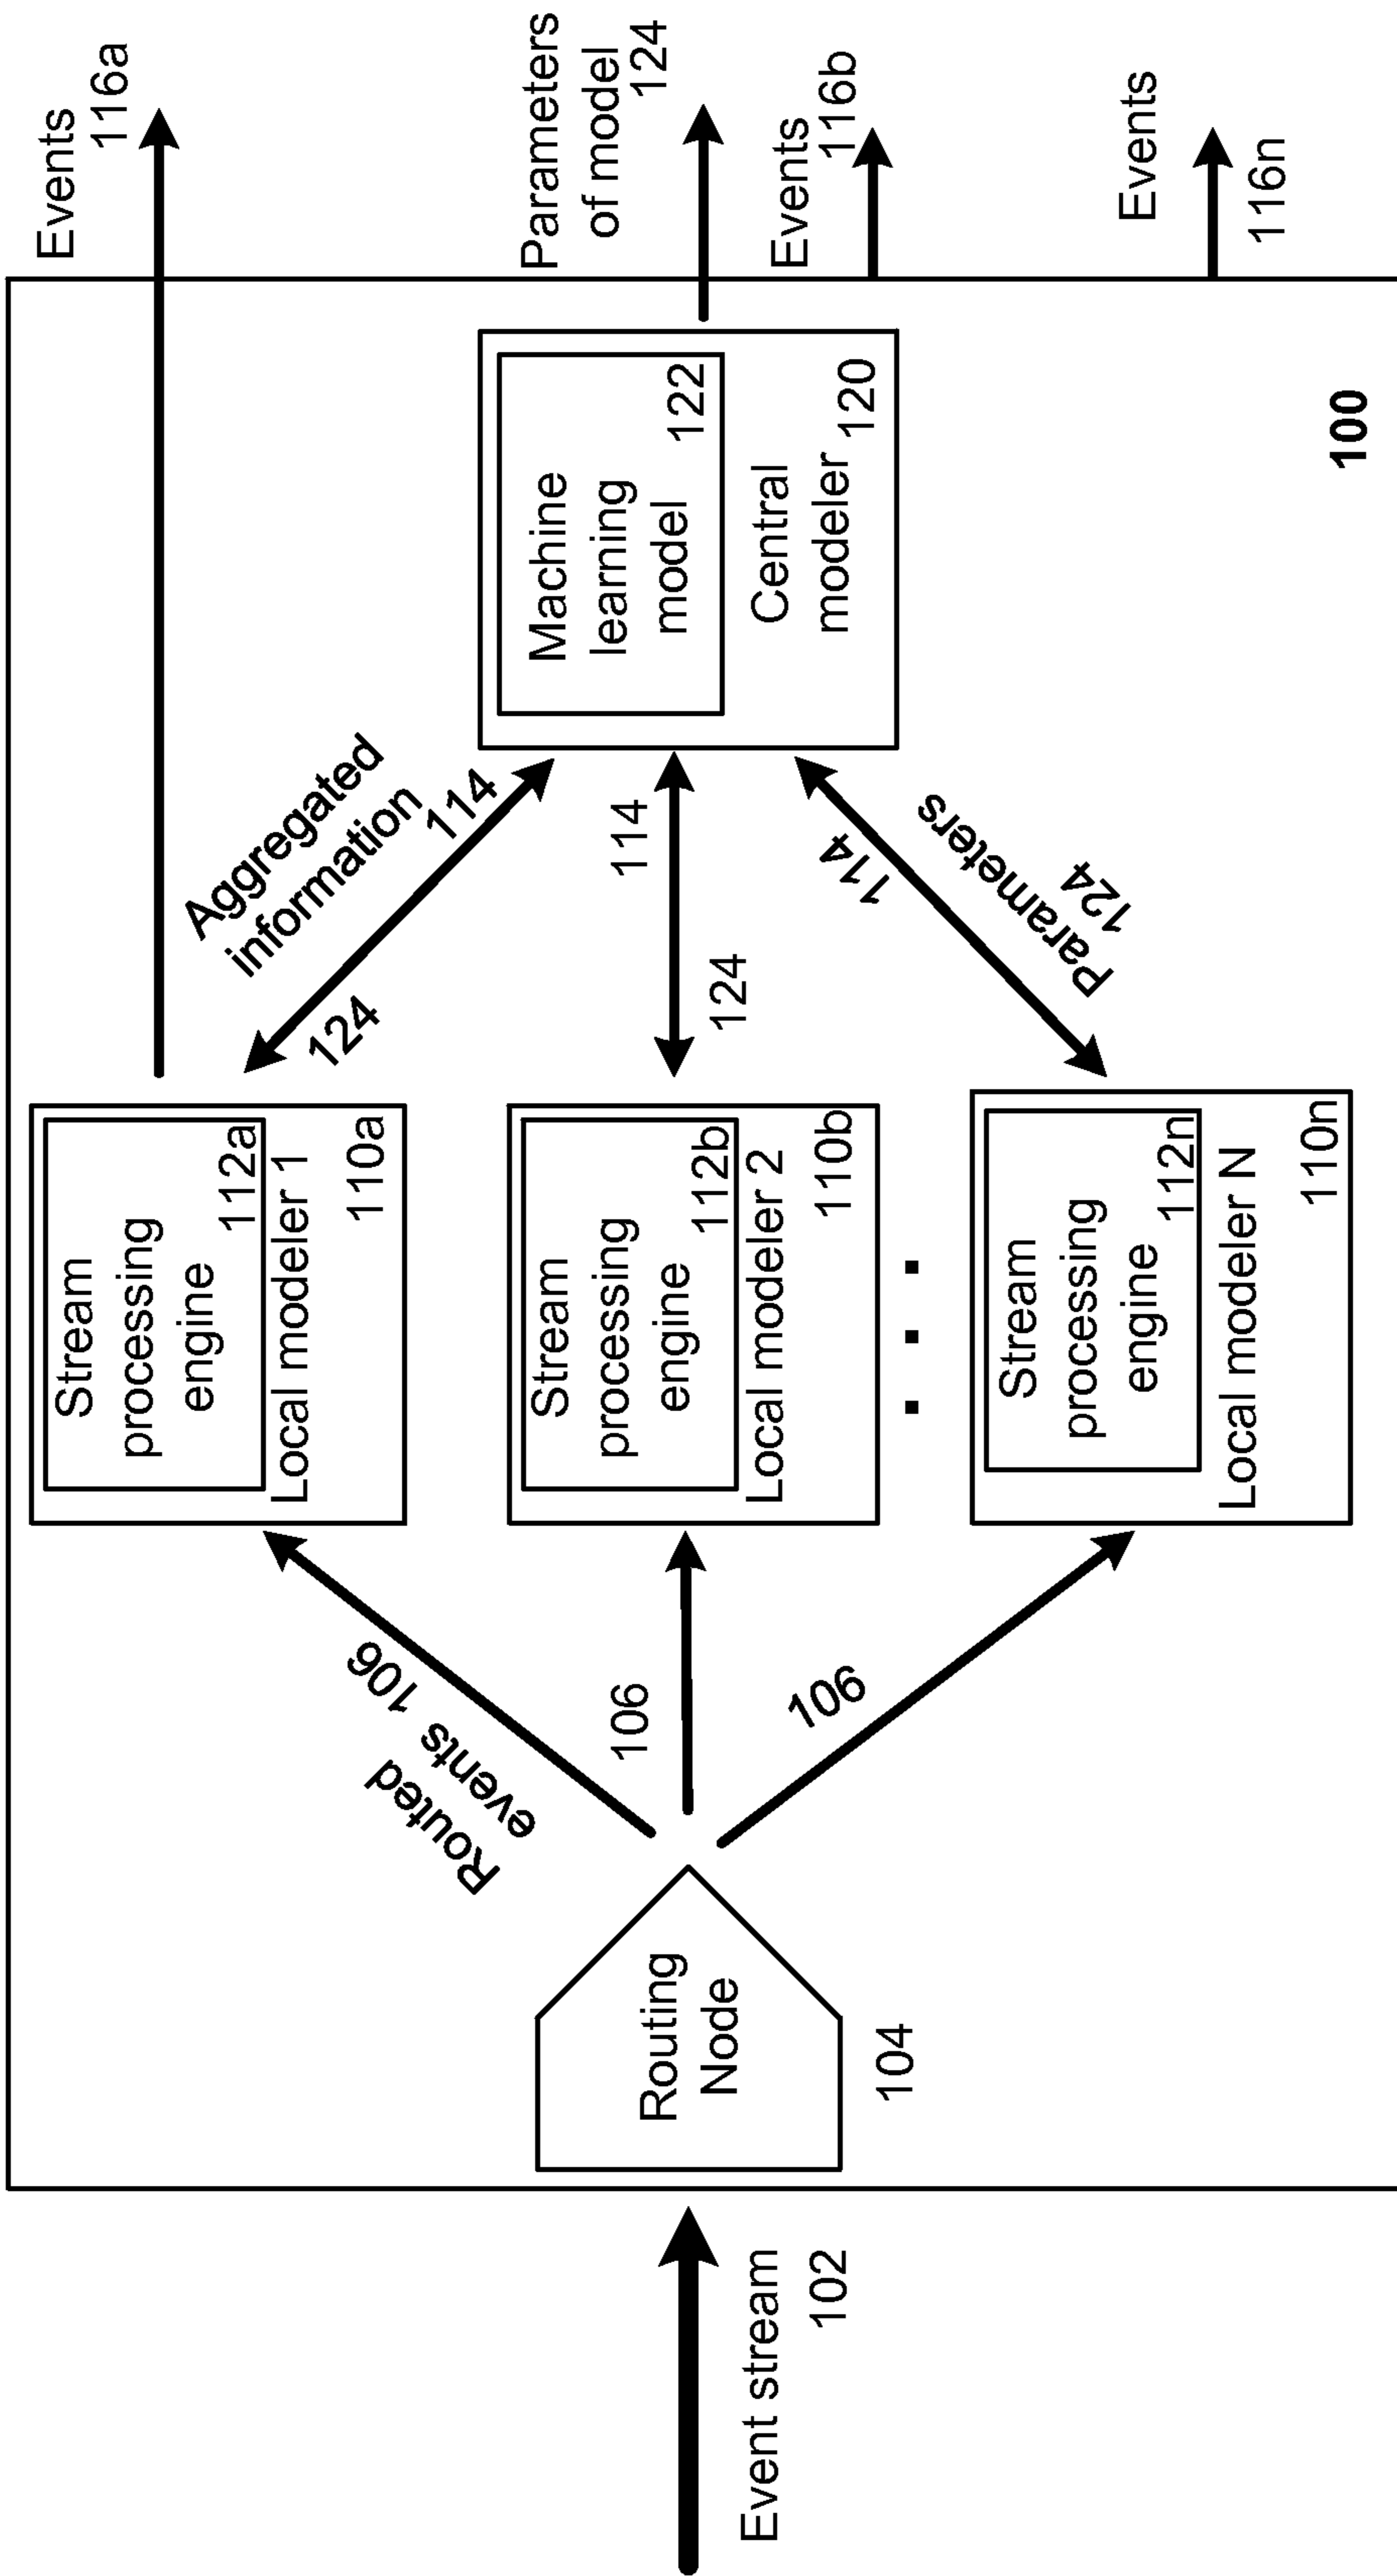 Event stream
102
Routing
Node
104
Routed
events 106
106
106
Stream
processing
engine
112a
Local modeler 1
110a
Stream
processing
engine
112b
Local modeler 2
110b
. . .
Stream
processing
engine
112n
Local modeler N
110n
Aggregated
information
114
124
114
124
114
Parameters
124
Machine
learning
model
122
Central
modeler
120
Events
116a
Parameters
of model
124
Events
116b
Events
116n
100